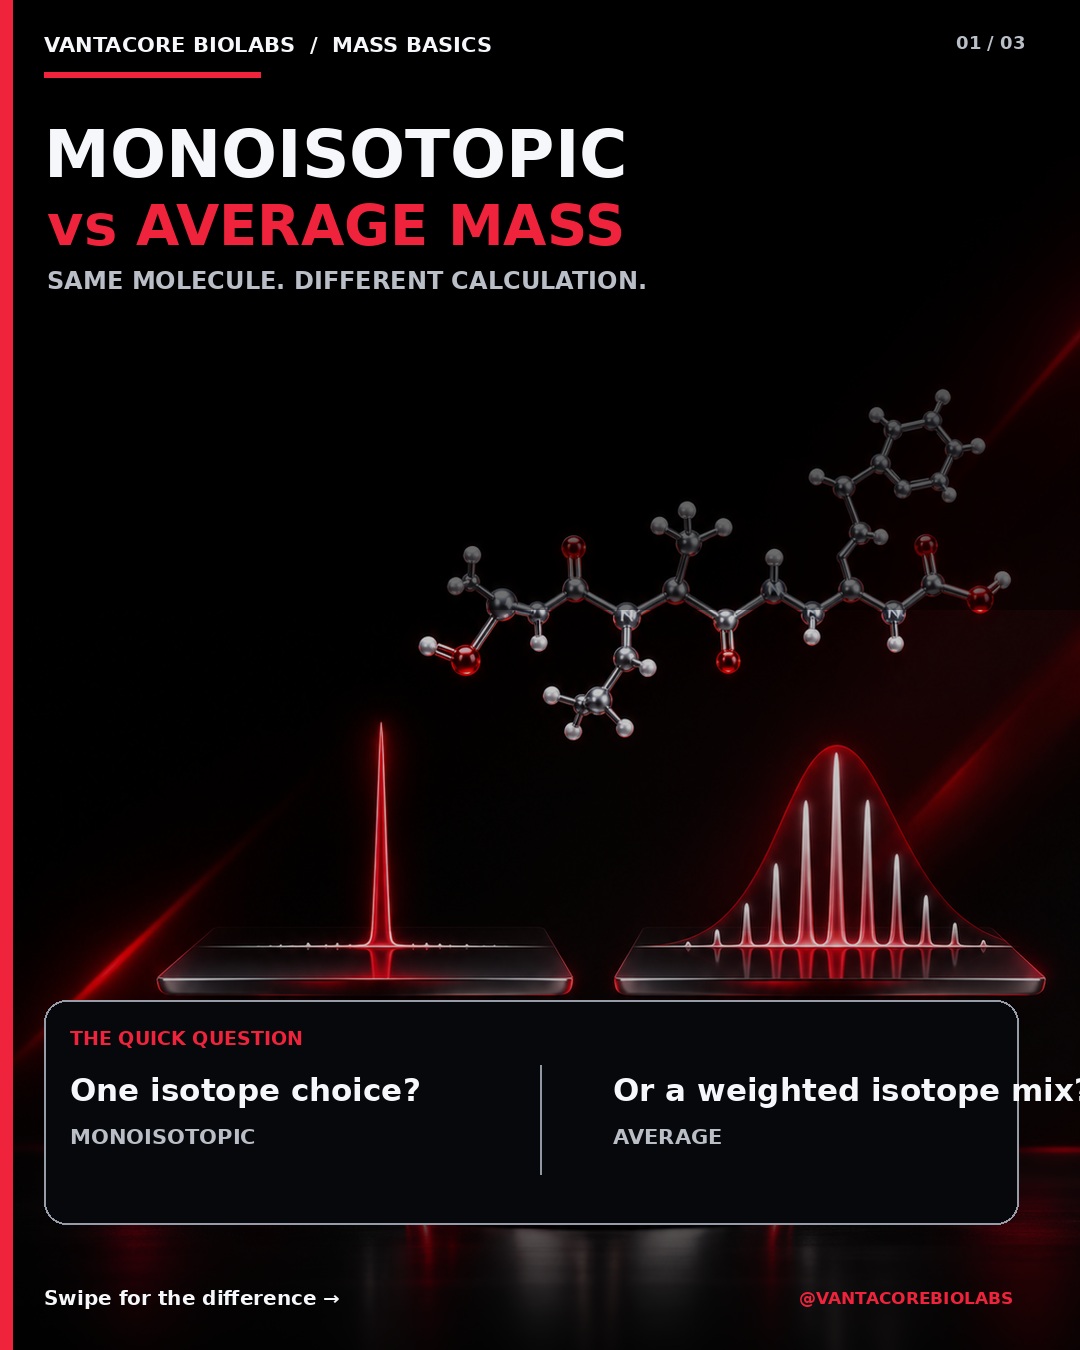 VANTACORE BIOLABS / MASS BASICS
01 / 03
MONOISOTOPIC
vs AVERAGE MASS
SAME MOLECULE. DIFFERENT CALCULATION.
N
N
N
N
THE QUICK QUESTION
One isotope choice?
MONOISOTOPIC
Or a weighted isotope mix?
AVERAGE
Swipe for the difference →
@VANTACOREBIOLABS